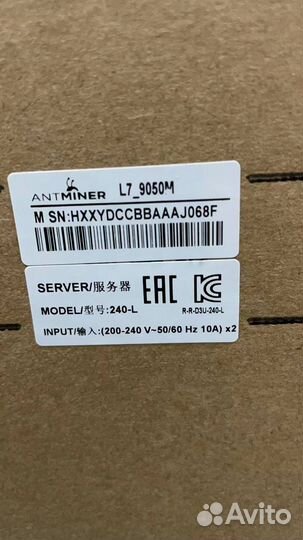 ANTMINER L7_9050M
M SN:HXXYDCCBBAAAJ068F
SERVER/服务器
MODEL/型号:240-L
EAC
R-R-D3U-240-L
INPUT/输入:(200-240 V~50/60 Hz 10A) x2
Avito